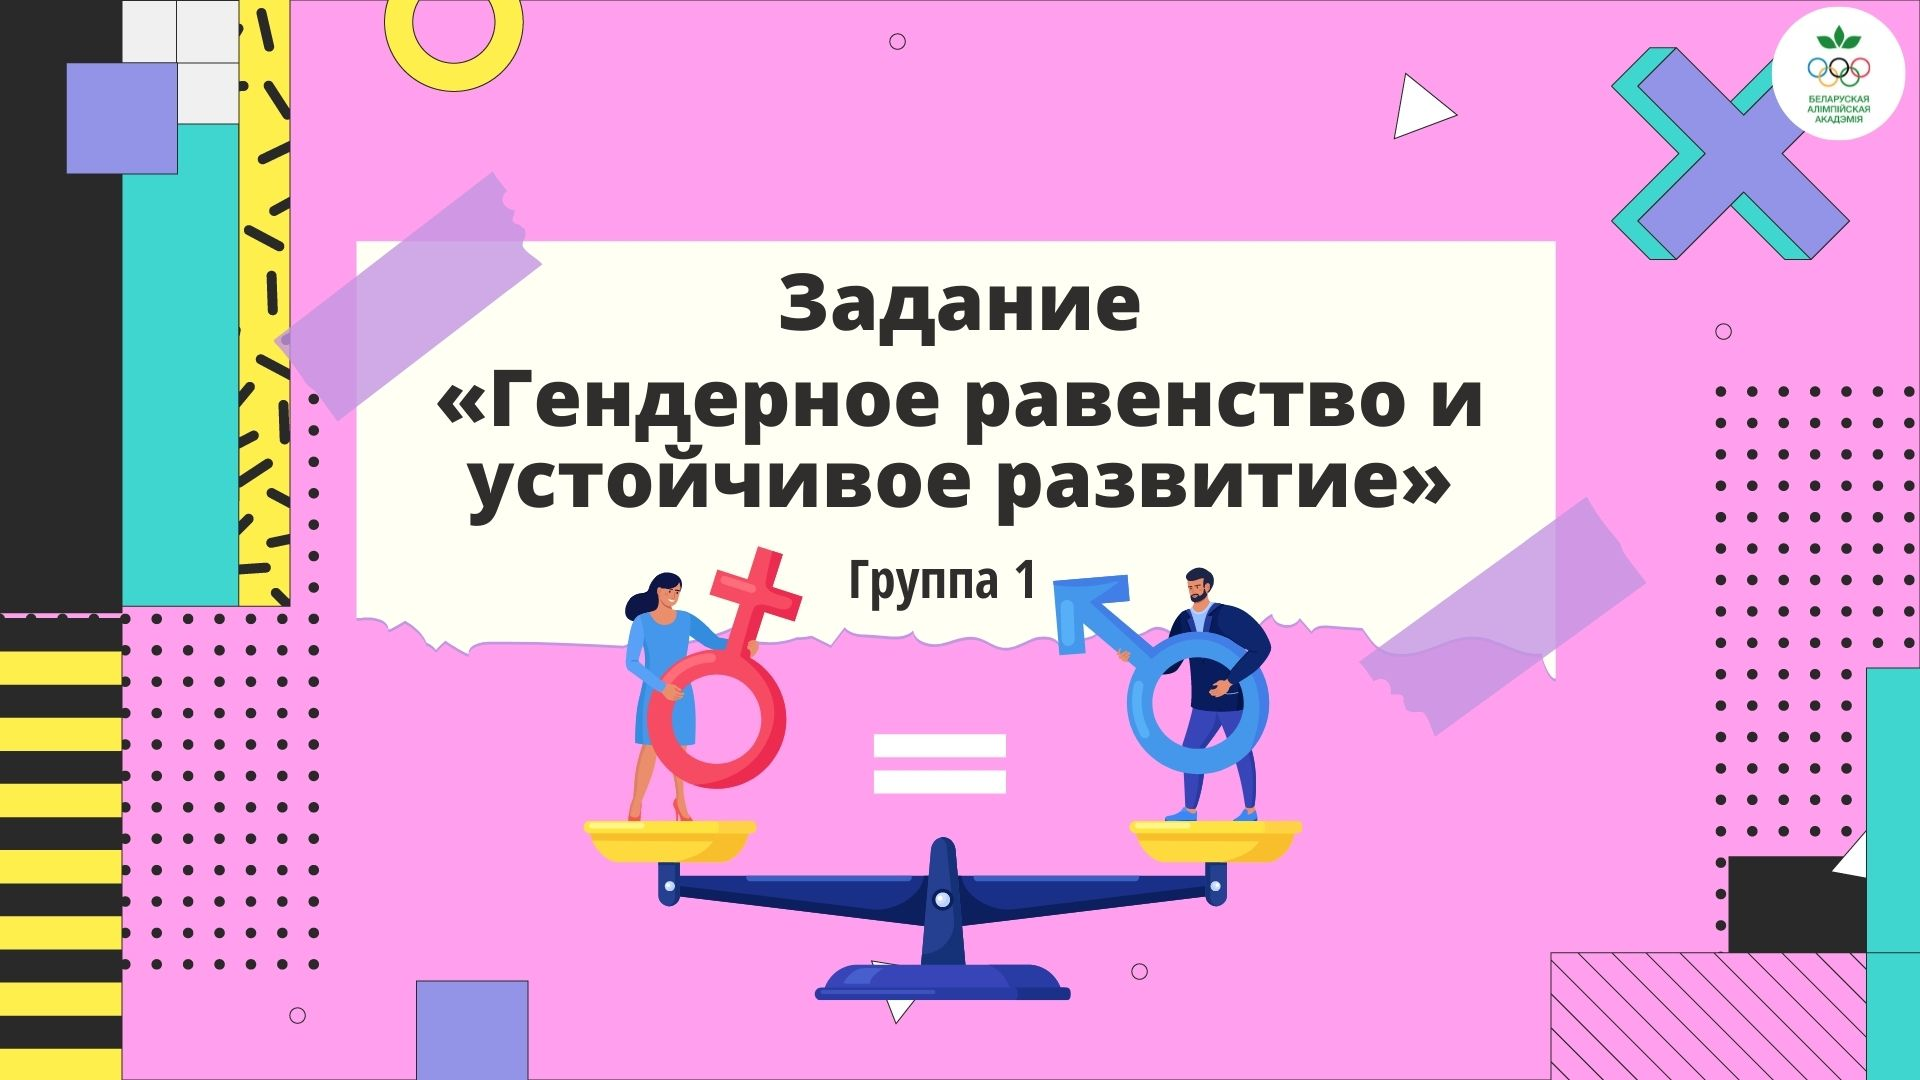 БЕЛАРУСКАЯ
АЛІМПІЙСКАЯ
АКАДЭМІЯ
Задание
«Гендерное равенство и
устойчивое развитие»
Группа 1